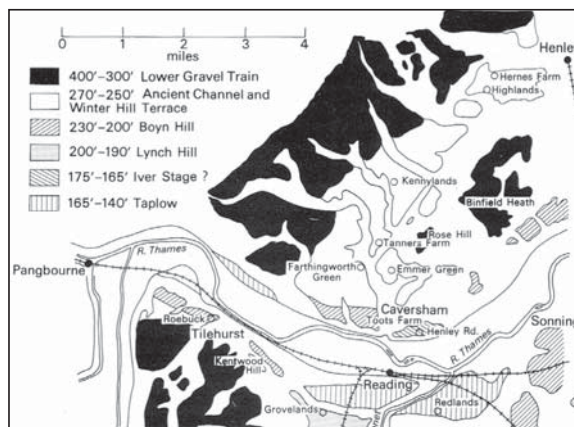 0 1 2 3 4
miles
400'–300' Lower Gravel Train
270'–250' Ancient Channel and
Winter Hill Terrace
230'–200' Boyn Hill
200'–190' Lynch Hill
175'–165' Iver Stage ?
165'–140' Taplow
Henle
Hernes Farm
Highlands
Kennylands
Binfield Heath
Rose Hill
Tanners Farm
R. Thames
Pangbourne
Farthingworth
Green
Emmer Green
Caversham
Toots Farm
Henley Rd.
Sonning
R. Thames
Roebuck
Tilehurst
Kentwood
Hill
Reading
Redlands
Grovelands